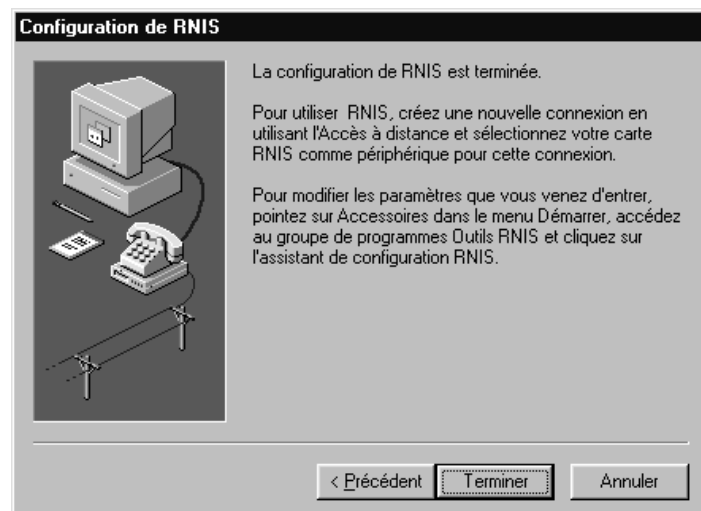 Configuration de RNIS
La configuration de RNIS est terminée.
Pour utiliser RNIS, créez une nouvelle connexion en
utilisant l'Accès à distance et sélectionnez votre carte
RNIS comme périphérique pour cette connexion.
Pour modifier les paramètres que vous venez d'entrer,
pointez sur Accessoires dans le menu Démarrer, accédez
au groupe de programmes Outils RNIS et cliquez sur
l'assistant de configuration RNIS.
< Précédent
Terminer
Annuler